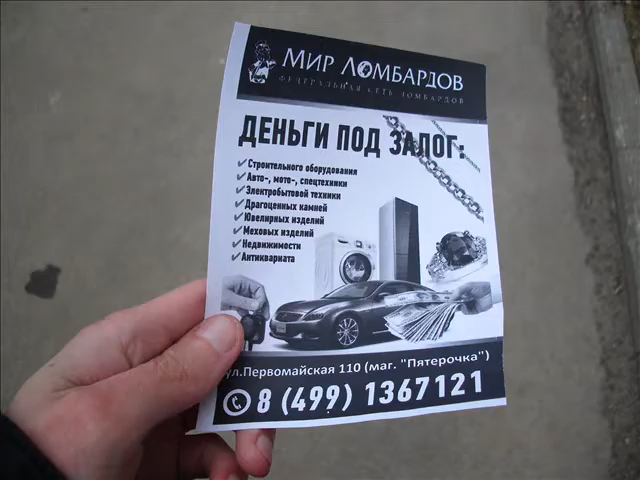 МИР ЛОМБАРДОВ
ФЕДЕРАЛЬНАЯ СЕТЬ ЛОМБАРДОВ
ДЕНЬГИ ПОД ЗАЛОГ:
✔Строительного оборудования
✔Авто-, мото-, спецтехники
✔Электробытовой техники
✔Драгоценных камней
✔Ювелирных изделий
✔Меховых изделий
✔Недвижимости
✔Антиквариата
ул.Первомайская 110 (маг. "Пятерочка")
8 (499) 1367121